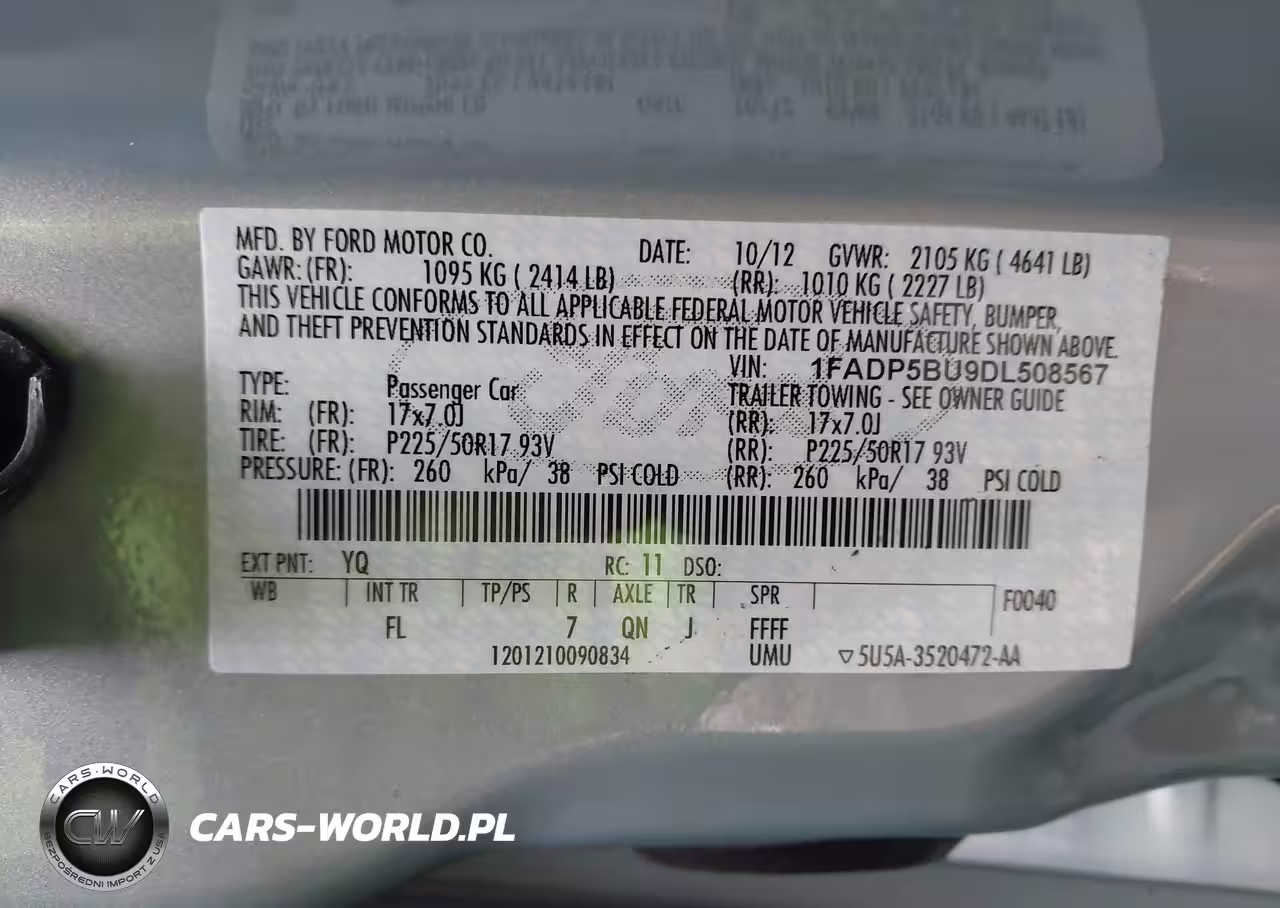 MFD. BY FORD MOTOR CO. DATE: 10/12 GVWR: 2105 KG ( 4641 LB)
GAWR: (FR): 1095 KG ( 2414 LB) (RR): 1010 KG ( 2227 LB)
THIS VEHICLE CONFORMS TO ALL APPLICABLE FEDERAL MOTOR VEHICLE SAFETY, BUMPER,
AND THEFT PREVENTION STANDARDS IN EFFECT ON THE DATE OF MANUFACTURE SHOWN ABOVE.
VIN: 1FADP5BU9DL508567
TYPE: Passenger Car TRAILER TOWING - SEE OWNER GUIDE
RIM: (FR): 17x7.0J (RR): 17x7.0J
TIRE: (FR): P225/50R17 93V (RR): P225/50R17 93V
PRESSURE: (FR): 260 kPa/ 38 PSI COLD (RR): 260 kPa/ 38 PSI COLD
EXT PNT: YQ RC: 11 DSO:
WB INT TR TP/PS R AXLE TR SPR F0040
FL 7 QN J FFFF
1201210090834 UMU ▽5U5A-3520472-AA
CARS-WORLD
CW
BEZPOŚREDNI IMPORT Z USA
CARS-WORLD.PL